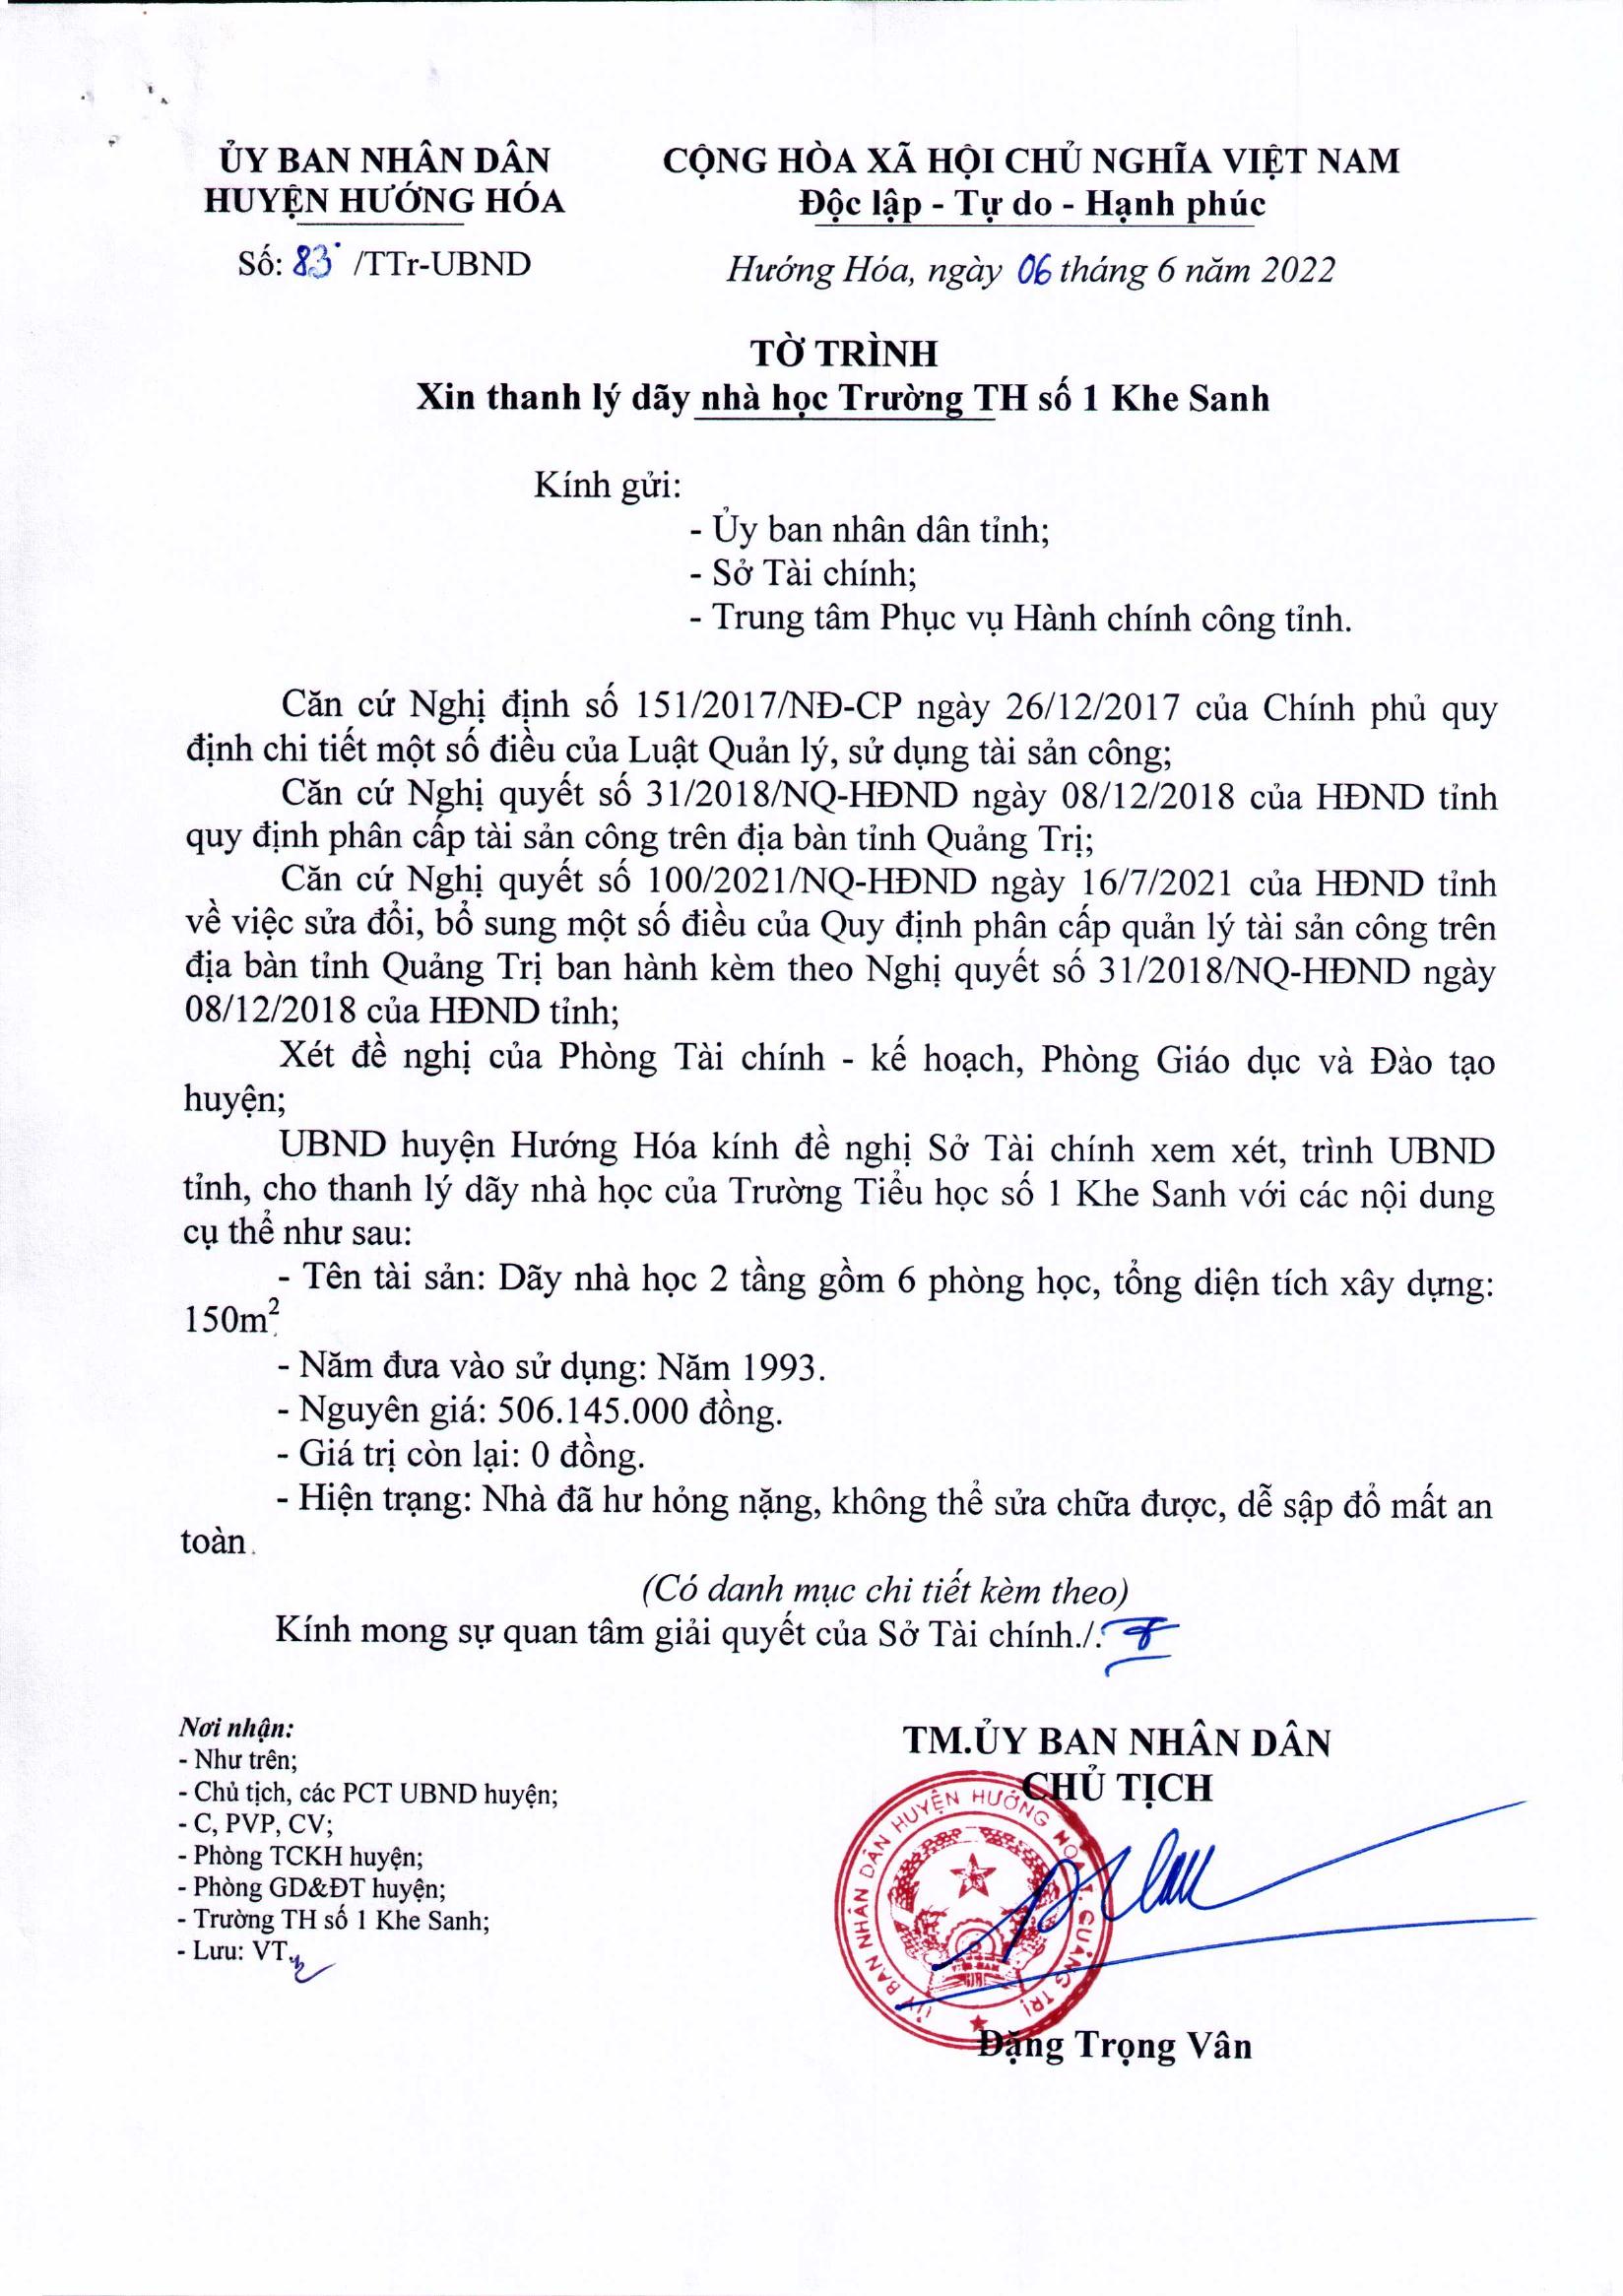 ỦY BAN NHÂN DÂN
HUYỆN HƯỚNG HÓA
Số: 83 /TTr-UBND
CỘNG HÒA XÃ HỘI CHỦ NGHĨA VIỆT NAM
Độc lập - Tự do - Hạnh phúc
Hướng Hóa, ngày 06 tháng 6 năm 2022
TỜ TRÌNH
Xin thanh lý dãy nhà học Trường TH số 1 Khe Sanh
Kính gửi:
- Ủy ban nhân dân tỉnh;
- Sở Tài chính;
- Trung tâm Phục vụ Hành chính công tỉnh.
Căn cứ Nghị định số 151/2017/NĐ-CP ngày 26/12/2017 của Chính phủ quy
định chi tiết một số điều của Luật Quản lý, sử dụng tài sản công;
Căn cứ Nghị quyết số 31/2018/NQ-HĐND ngày 08/12/2018 của HĐND tỉnh
quy định phân cấp tài sản công trên địa bàn tỉnh Quảng Trị;
Căn cứ Nghị quyết số 100/2021/NQ-HĐND ngày 16/7/2021 của HĐND tỉnh
về việc sửa đổi, bổ sung một số điều của Quy định phân cấp quản lý tài sản công trên
địa bàn tỉnh Quảng Trị ban hành kèm theo Nghị quyết số 31/2018/NQ-HĐND ngày
08/12/2018 của HĐND tỉnh;
Xét đề nghị của Phòng Tài chính - kế hoạch, Phòng Giáo dục và Đào tạo
huyện;
UBND huyện Hướng Hóa kính đề nghị Sở Tài chính xem xét, trình UBND
tỉnh, cho thanh lý dãy nhà học của Trường Tiểu học số 1 Khe Sanh với các nội dung
cụ thể như sau:
- Tên tài sản: Dãy nhà học 2 tầng gồm 6 phòng học, tổng diện tích xây dựng:
150m².
- Năm đưa vào sử dụng: Năm 1993.
- Nguyên giá: 506.145.000 đồng.
- Giá trị còn lại: 0 đồng.
- Hiện trạng: Nhà đã hư hỏng nặng, không thể sửa chữa được, dễ sập đổ mất an
toàn.
(Có danh mục chi tiết kèm theo)
Kính mong sự quan tâm giải quyết của Sở Tài chính./.
Nơi nhận:
- Như trên;
- Chủ tịch, các PCT UBND huyện;
- C, PVP, CV;
- Phòng TCKH huyện;
- Phòng GD&ĐT huyện;
- Trường TH số 1 Khe Sanh;
- Lưu: VT.
TM.ỦY BAN NHÂN DÂN
CHỦ TỊCH
ỦY BAN NHÂN DÂN HUYỆN HƯỚNG HOÁ T. QUẢNG TRỊ
VIỆT NAM
Đặng Trọng Vân